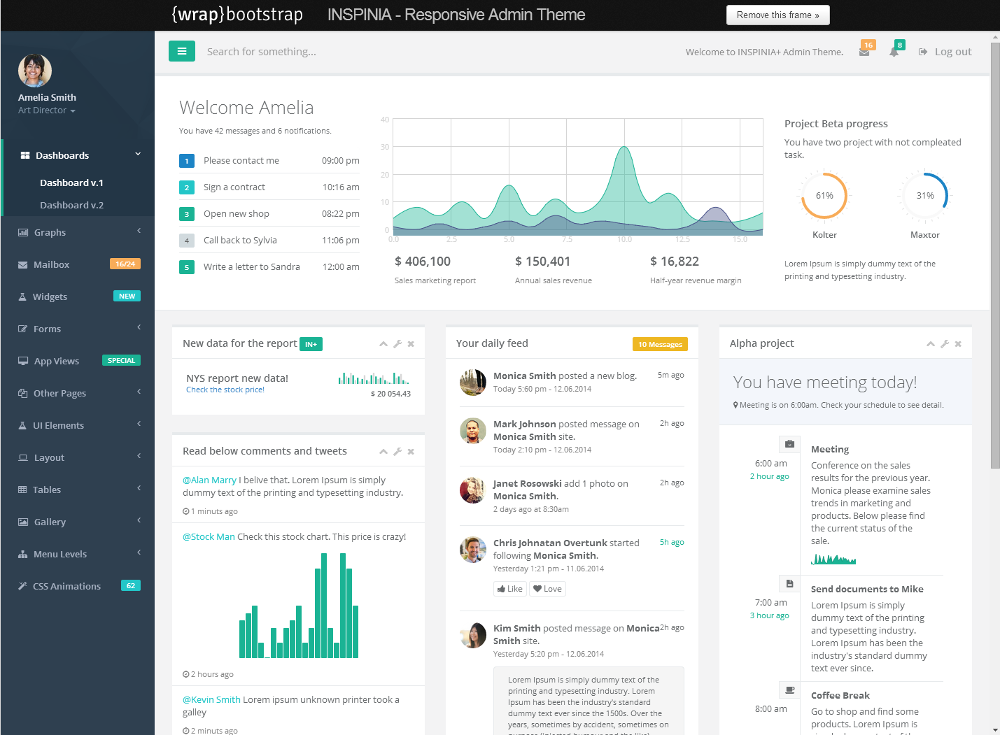 {wrap}bootstrap
INSPINIA - Responsive Admin Theme
Remove this frame »
Amelia Smith
Art Director
Dashboards
Dashboard v.1
Dashboard v.2
Graphs
Mailbox 16/24
Widgets NEW
Forms
App Views SPECIAL
Other Pages
UI Elements
Layout
Tables
Gallery
Menu Levels
CSS Animations 62
Search for something...
Welcome to INSPINIA+ Admin Theme.
16
8
Log out
Welcome Amelia
You have 42 messages and 6 notifications.
1 Please contact me 09:00 pm
2 Sign a contract 10:16 am
3 Open new shop 08:22 pm
4 Call back to Sylvia 11:06 pm
5 Write a letter to Sandra 12:00 am
40
30
20
10
0
0.0 2.5 5.0 7.5 10.0 12.5 15.0
$ 406,100
Sales marketing report
$ 150,401
Annual sales revenue
$ 16,822
Half-year revenue margin
Project Beta progress
You have two project with not compleated
task.
61%
31%
Kolter
Maxtor
Lorem Ipsum is simply dummy text of the
printing and typesetting industry.
New data for the report IN+
NYS report new data!
Check the stock price!
$ 20 054.43
Read below comments and tweets
@Alan Marry I belive that. Lorem Ipsum is simply
dummy text of the printing and typesetting industry.
1 minuts ago
@Stock Man Check this stock chart. This price is crazy!
2 hours ago
@Kevin Smith Lorem ipsum unknown printer took a
galley
2 minuts ago
Your daily feed 10 Messages
Monica Smith posted a new blog. 5m ago
Today 5:60 pm - 12.06.2014
Mark Johnson posted message on 2h ago
Monica Smith site.
Today 2:10 pm - 12.06.2014
Janet Rosowski add 1 photo on 2h ago
Monica Smith.
2 days ago at 8:30am
Chris Johnatan Overtunk started 5h ago
following Monica Smith.
Yesterday 1:21 pm - 11.06.2014
Like Love
Kim Smith posted message on Monica 2h ago
Smith site.
Yesterday 5:20 pm - 12.06.2014
Lorem Ipsum is simply dummy text of the
printing and typesetting industry. Lorem
Ipsum has been the industry's standard
dummy text ever since the 1500s. Over the
years, sometimes by accident, sometimes on
purpose (injected humour and the like).
Alpha project
You have meeting today!
Meeting is on 6:00am. Check your schedule to see detail.
6:00 am
2 hour ago
Meeting
Conference on the sales
results for the previous year.
Monica please examine sales
trends in marketing and
products. Below please find
the current status of the
sale.
7:00 am
3 hour ago
Send documents to Mike
Lorem Ipsum is simply
dummy text of the printing
and typesetting industry.
Lorem Ipsum has been the
industry's standard dummy
text ever since.
8:00 am
Coffee Break
Go to shop and find some
products. Lorem Ipsum is